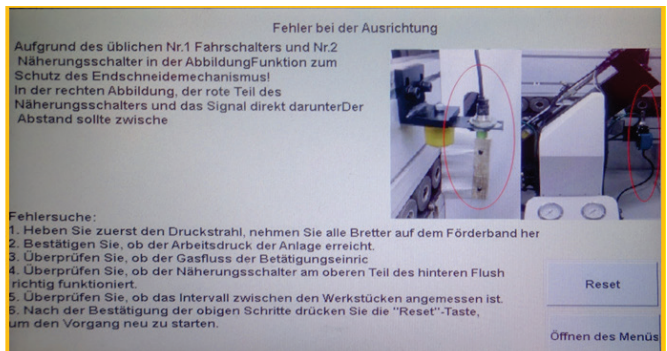 Fehler bei der Ausrichtung
Aufgrund des üblichen Nr.1 Fahrschalters und Nr.2
Näherungsschalter in der AbbildungFunktion zum
Schutz des Endschneidemechanismus!
In der rechten Abbildung, der rote Teil des
Näherungsschalters und das Signal direkt darunterDer
Abstand sollte zwische
Fehlersuche:
1. Heben Sie zuerst den Druckstrahl, nehmen Sie alle Bretter auf dem Förderband her
2. Bestätigen Sie, ob der Arbeitsdruck der Anlage erreicht.
3. Überprüfen Sie, ob der Gasfluss der Betätigungseinric
4. Überprüfen Sie, ob der Näherungsschalter am oberen Teil des hinteren Flush
richtig funktioniert.
5. Überprüfen Sie, ob das Intervall zwischen den Werkstücken angemessen ist.
6. Nach der Bestätigung der obigen Schritte drücken Sie die "Reset"-Taste,
um den Vorgang neu zu starten.
Reset
Öffnen des Menüs